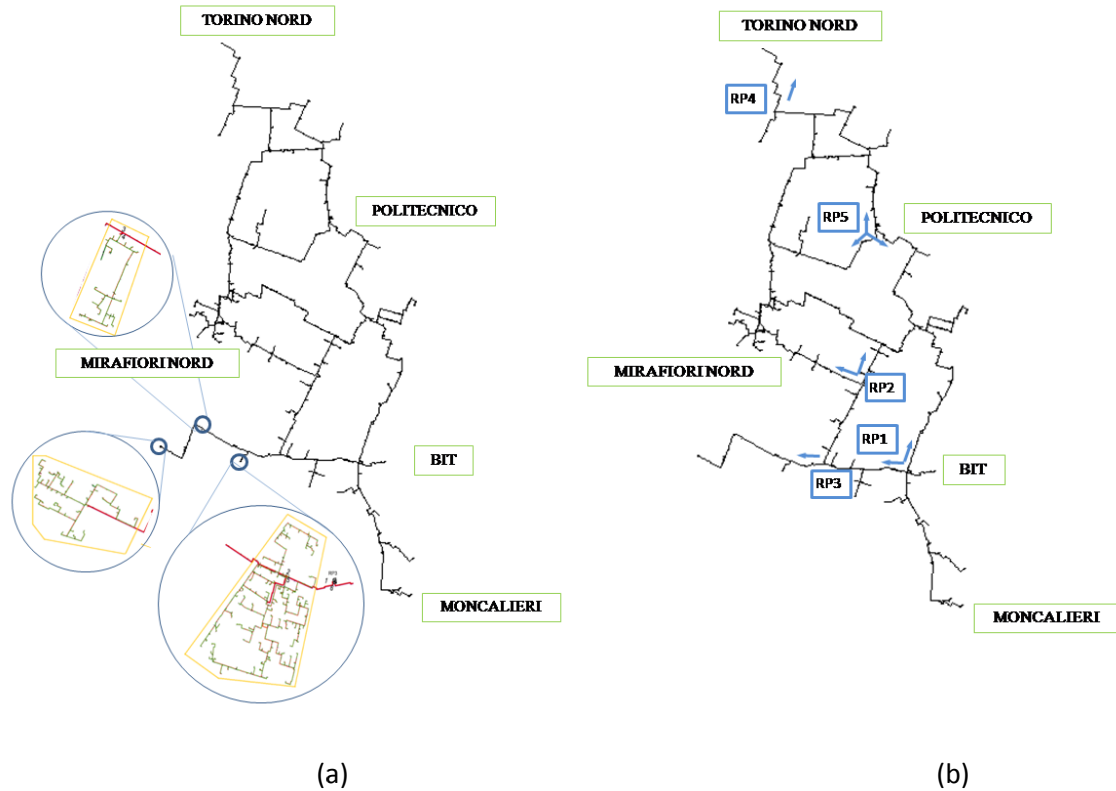 TORINO NORD
POLITECNICO
MIRAFIORI NORD
BIT
MONCALIERI
(a)
TORINO NORD
RP4
RP5
POLITECNICO
MIRAFIORI NORD
RP2
RP1
BIT
RP3
MONCALIERI
(b)